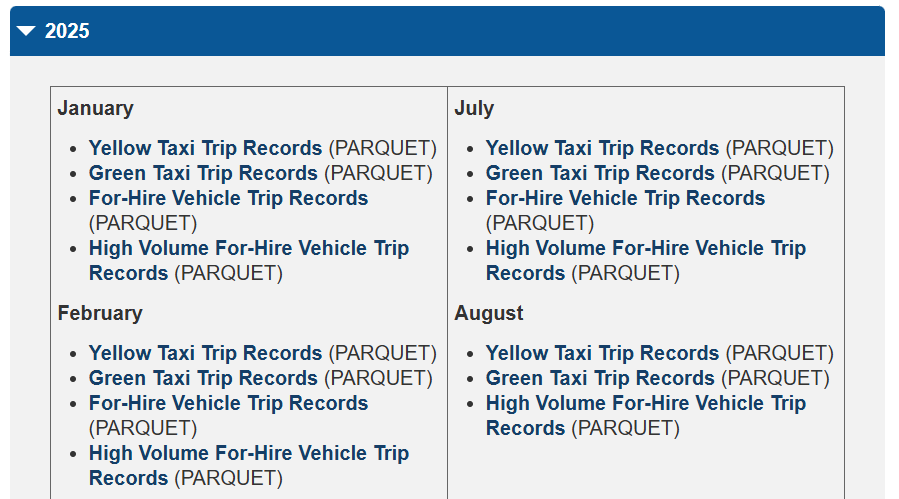 2025
January
Yellow Taxi Trip Records (PARQUET)
Green Taxi Trip Records (PARQUET)
For-Hire Vehicle Trip Records
(PARQUET)
High Volume For-Hire Vehicle Trip
Records (PARQUET)
February
Yellow Taxi Trip Records (PARQUET)
Green Taxi Trip Records (PARQUET)
For-Hire Vehicle Trip Records
(PARQUET)
High Volume For-Hire Vehicle Trip
Records (PARQUET)
July
Yellow Taxi Trip Records (PARQUET)
Green Taxi Trip Records (PARQUET)
For-Hire Vehicle Trip Records
(PARQUET)
High Volume For-Hire Vehicle Trip
Records (PARQUET)
August
Yellow Taxi Trip Records (PARQUET)
Green Taxi Trip Records (PARQUET)
High Volume For-Hire Vehicle Trip
Records (PARQUET)